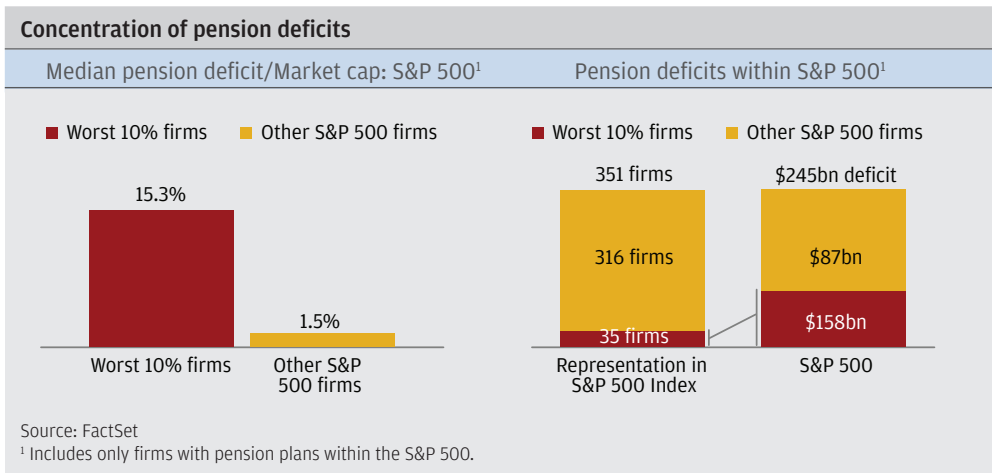 Concentration of pension deficits
Median pension deficit/Market cap: S&P 500¹
Pension deficits within S&P 500¹
Worst 10% firms
Other S&P 500 firms
15.3%
1.5%
Worst 10% firms
Other S&P
500 firms
Worst 10% firms
Other S&P 500 firms
351 firms
$245bn deficit
316 firms
$87bn
35 firms
$158bn
Representation in
S&P 500 Index
S&P 500
Source: FactSet
¹ Includes only firms with pension plans within the S&P 500.